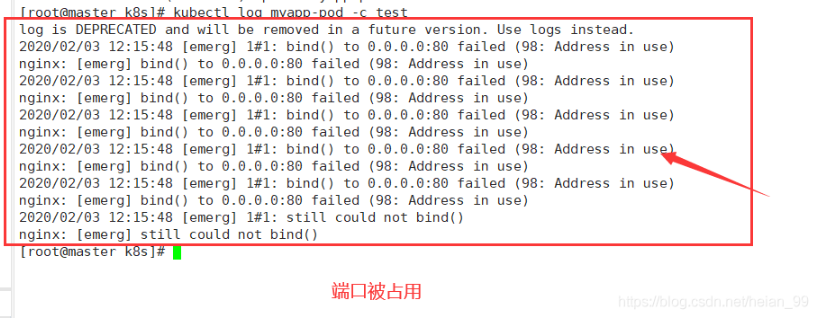 [root@master k8s]# kubectl log myapp-pod -c test
log is DEPRECATED and will be removed in a future version. Use logs instead.
2020/02/03 12:15:48 [emerg] 1#1: bind() to 0.0.0.0:80 failed (98: Address in use)
nginx: [emerg] bind() to 0.0.0.0:80 failed (98: Address in use)
2020/02/03 12:15:48 [emerg] 1#1: bind() to 0.0.0.0:80 failed (98: Address in use)
nginx: [emerg] bind() to 0.0.0.0:80 failed (98: Address in use)
2020/02/03 12:15:48 [emerg] 1#1: bind() to 0.0.0.0:80 failed (98: Address in use)
nginx: [emerg] bind() to 0.0.0.0:80 failed (98: Address in use)
2020/02/03 12:15:48 [emerg] 1#1: bind() to 0.0.0.0:80 failed (98: Address in use)
nginx: [emerg] bind() to 0.0.0.0:80 failed (98: Address in use)
2020/02/03 12:15:48 [emerg] 1#1: bind() to 0.0.0.0:80 failed (98: Address in use)
nginx: [emerg] bind() to 0.0.0.0:80 failed (98: Address in use)
2020/02/03 12:15:48 [emerg] 1#1: still could not bind()
nginx: [emerg] still could not bind()
[root@master k8s]#
端口被占用
https://blog.csdn.net/heian_99